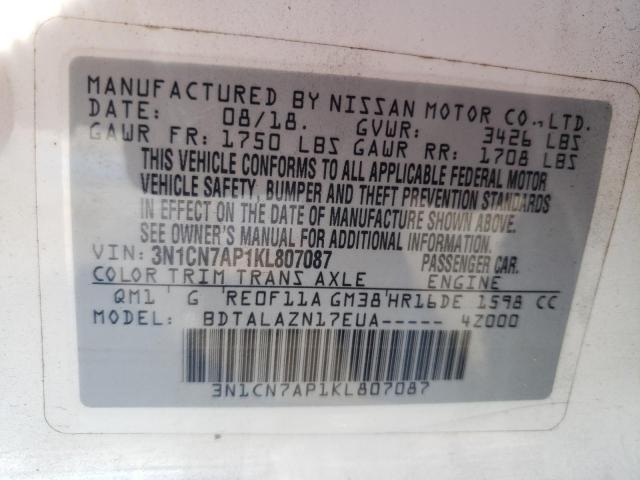 MANUFACTURED BY NISSAN MOTOR CO.,LTD.
DATE: 08/18. GVWR: 3426 LBS
GAWR FR: 1750 LBS GAWR RR: 1708 LBS
THIS VEHICLE CONFORMS TO ALL APPLICABLE FEDERAL MOTOR
VEHICLE SAFETY, BUMPER AND THEFT PREVENTION STANDARDS
IN EFFECT ON THE DATE OF MANUFACTURE SHOWN ABOVE.
SEE OWNER'S MANUAL FOR ADDITIONAL INFORMATION.
VIN: 3N1CN7AP1KL807087 PASSENGER CAR.
COLOR TRIM TRANS AXLE ENGINE
QM1 G RE0F11A GM38 HR16DE 1598 CC
MODEL: BDTALAZN17EUA----- 4Z000
3N1CN7AP1KL807087